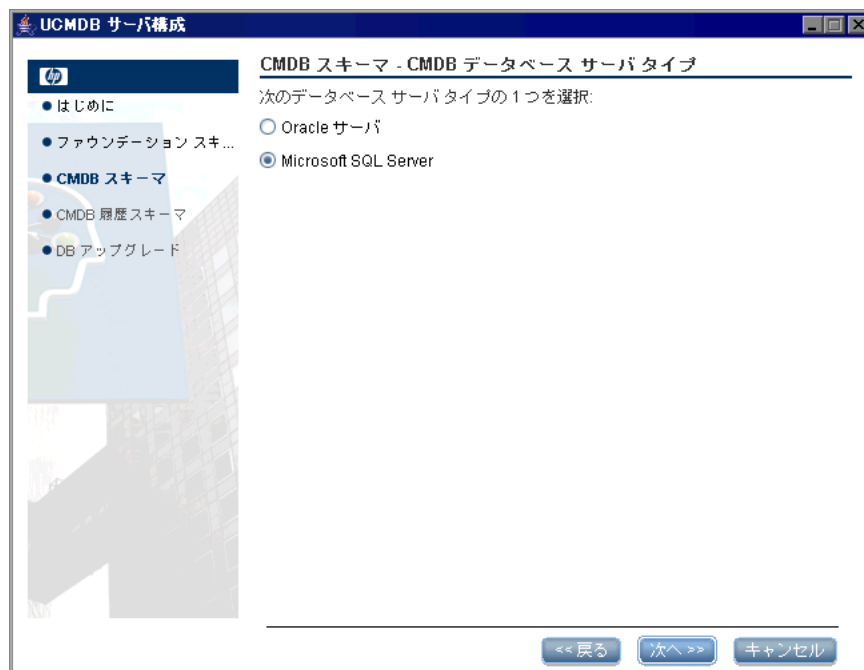 UCMDB サーバ構成
hp
はじめに
ファウンデーション スキ...
CMDB スキーマ
CMDB 履歴スキーマ
DB アップグレード
CMDB スキーマ - CMDB データベース サーバ タイプ
次のデータベース サーバ タイプの 1 つを選択:
Oracle サーバ
Microsoft SQL Server
<< 戻る
次へ >>
キャンセル